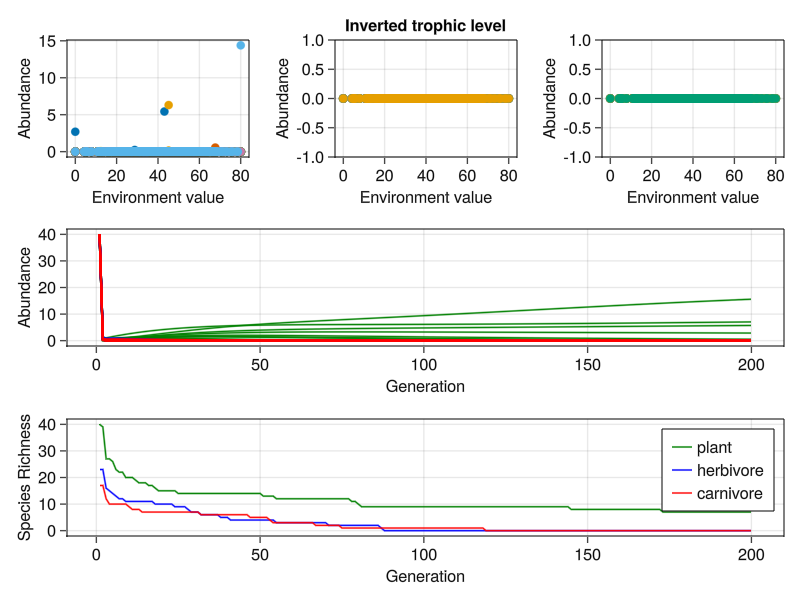 Inverted trophic level
Abundance
15
10
5
0
0 20 40 60 80
Environment value
Abundance
1.0
0.5
0.0
-0.5
-1.0
0 20 40 60 80
Environment value
Abundance
1.0
0.5
0.0
-0.5
-1.0
0 20 40 60 80
Environment value
Abundance
40
30
20
10
0
0 50 100 150 200
Generation
Species Richness
40
30
20
10
0
plant
herbivore
carnivore
0 50 100 150 200
Generation